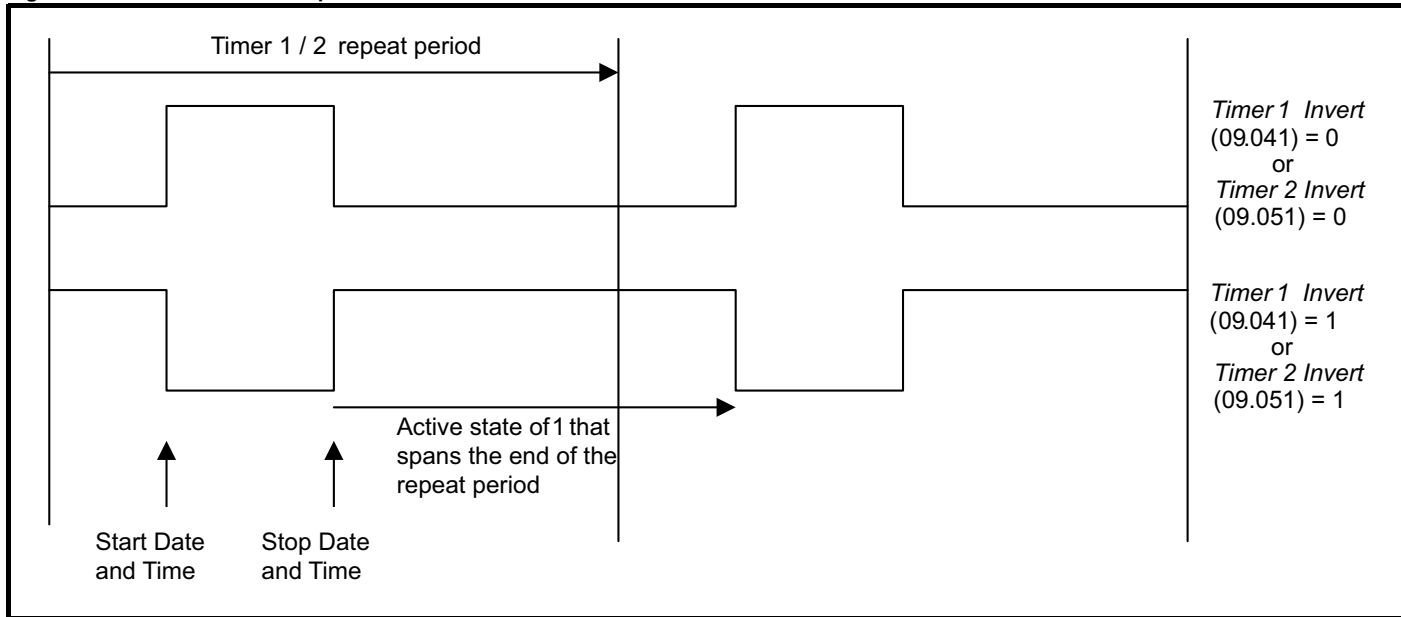 Timer 1 / 2 repeat period
Timer 1 Invert
(09.041) = 0
or
Timer 2 Invert
(09.051) = 0
Timer 1 Invert
(09.041) = 1
or
Timer 2 Invert
(09.051) = 1
Active state of 1 that
spans the end of the
repeat period
Start Date
and Time
Stop Date
and Time